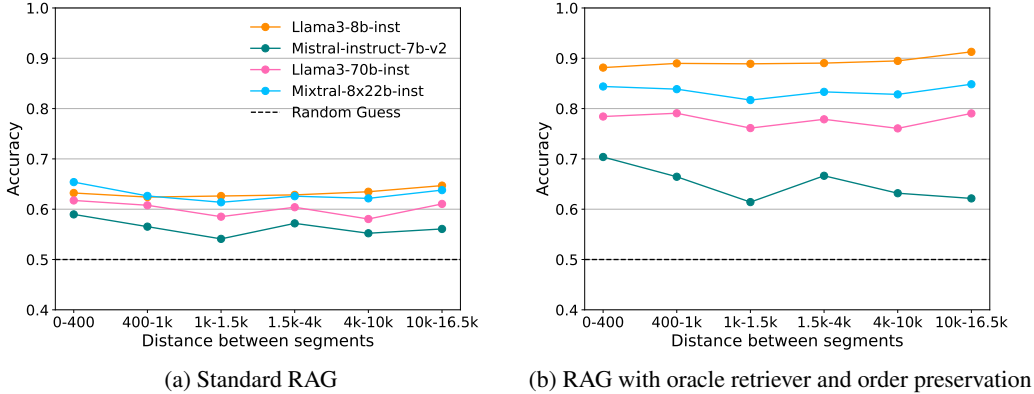 1.0
0.9
0.8
0.7
0.6
0.5
0.4
Accuracy
Llama3-8b-inst
Mistral-instruct-7b-v2
Llama3-70b-inst
Mixtral-8x22b-inst
Random Guess
0-400 400-1k 1k-1.5k 1.5k-4k 4k-10k 10k-16.5k
Distance between segments
(a) Standard RAG
1.0
0.9
0.8
0.7
0.6
0.5
0.4
Accuracy
0-400 400-1k 1k-1.5k 1.5k-4k 4k-10k 10k-16.5k
Distance between segments
(b) RAG with oracle retriever and order preservation